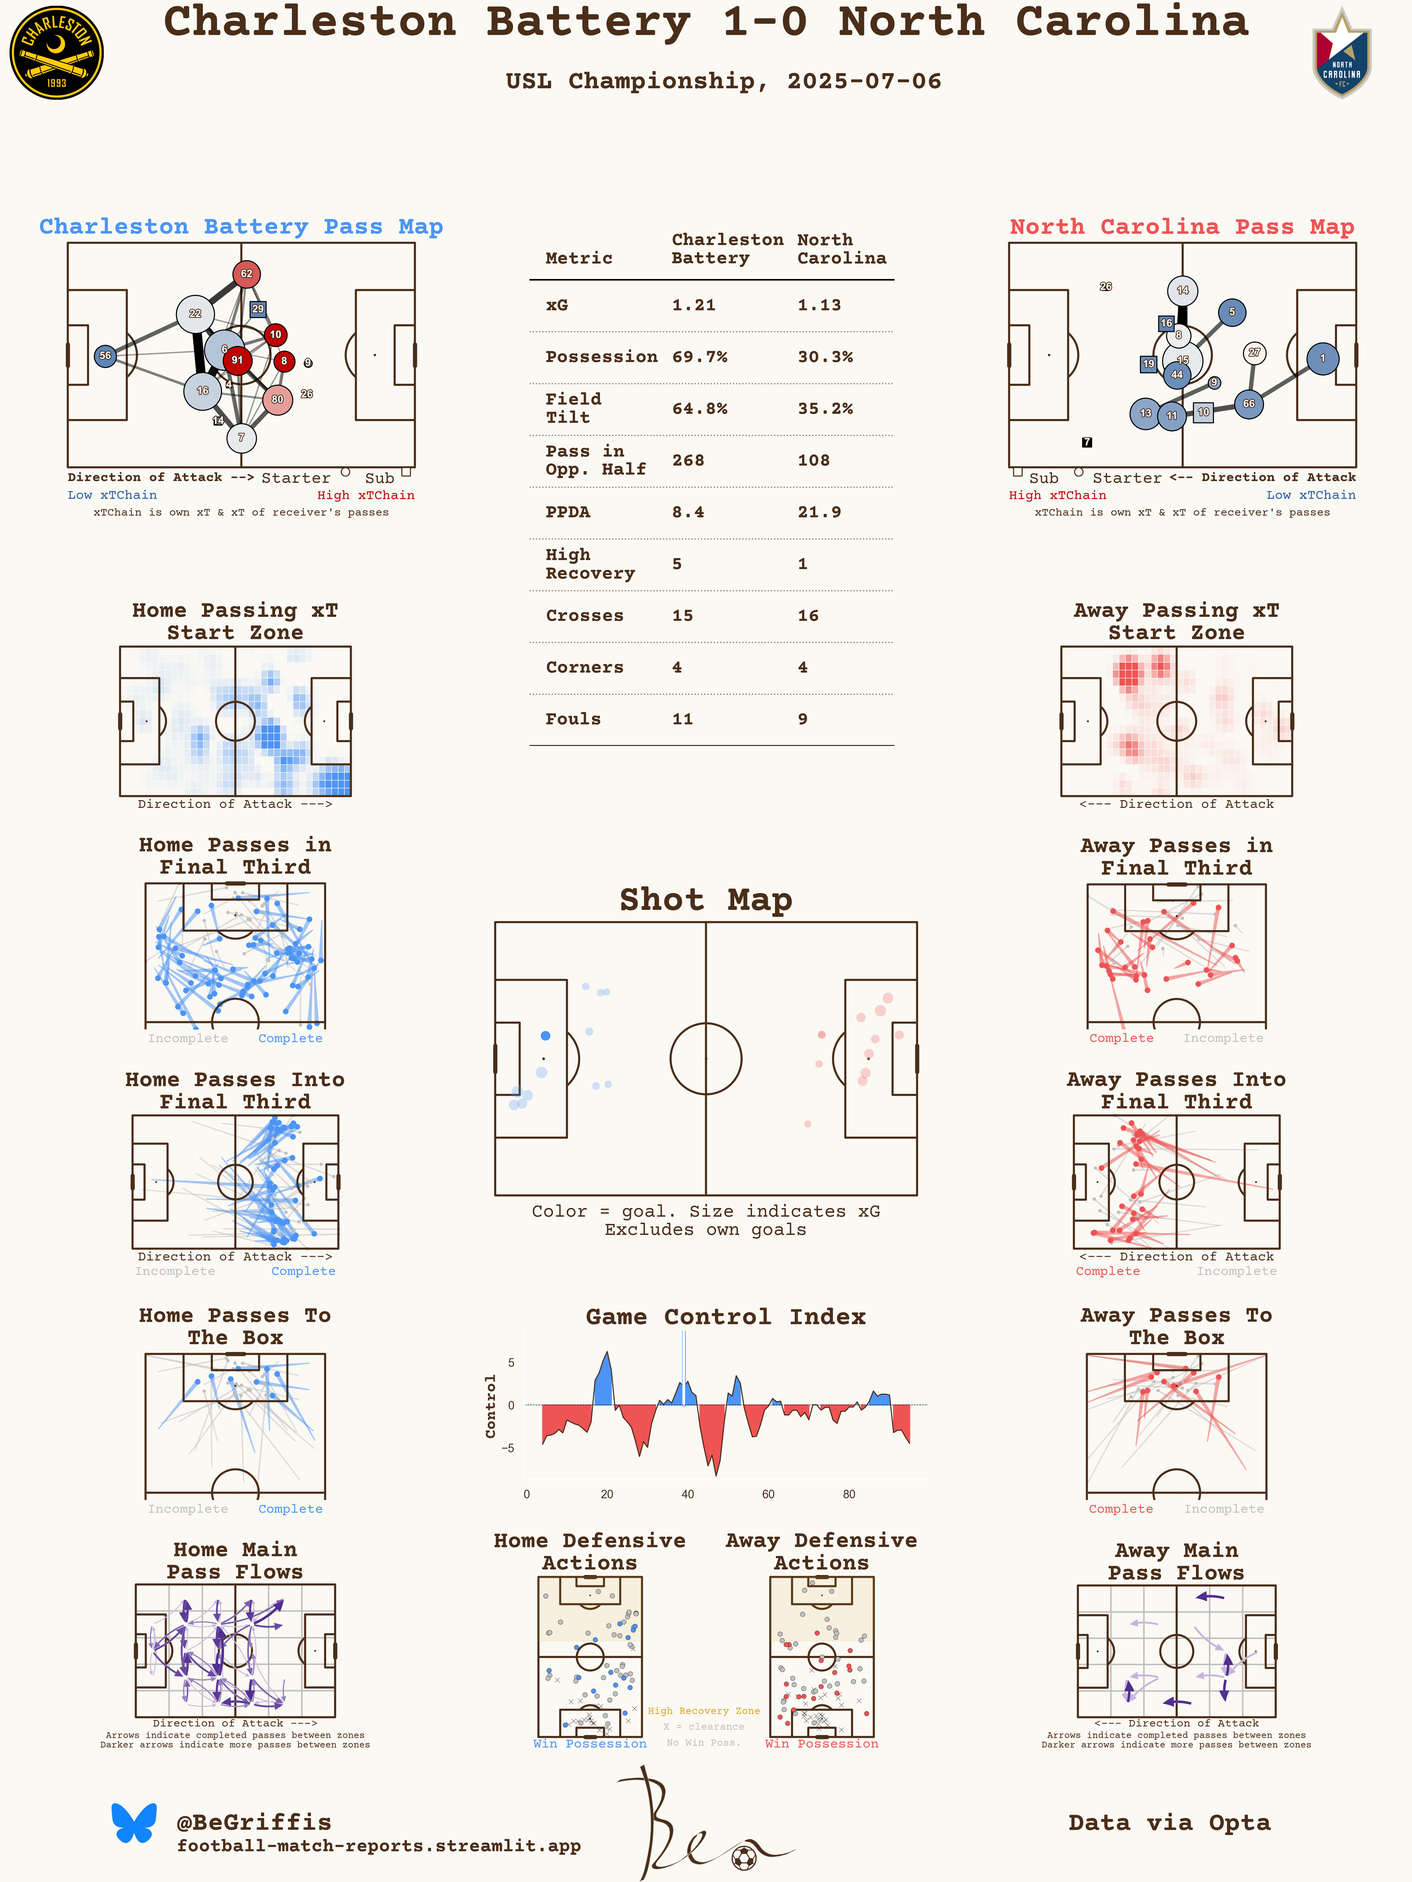 Charleston Battery 1-0 North Carolina
USL Championship, 2025-07-06
CHARLESTON
1993
NORTH
CAROLINA
FC
Charleston Battery Pass Map
62
22
29
10
6
91
8
9
56
4
16
80
26
14
7
Direction of Attack --> Starter Sub
Low xTChain High xTChain
xTChain is own xT & xT of receiver's passes
Metric Charleston Battery North Carolina
xG 1.21 1.13
Possession 69.7% 30.3%
Field Tilt 64.8% 35.2%
Pass in Opp. Half 268 108
PPDA 8.4 21.9
High Recovery 5 1
Crosses 15 16
Corners 4 4
Fouls 11 9
North Carolina Pass Map
26
14
5
16
8
27
15
19
1
44
9
66
13
11
10
7
Sub Starter <-- Direction of Attack
High xTChain Low xTChain
xTChain is own xT & xT of receiver's passes
Home Passing xT
Start Zone
Direction of Attack --->
Away Passing xT
Start Zone
<--- Direction of Attack
Home Passes in
Final Third
Incomplete Complete
Away Passes in
Final Third
Complete Incomplete
Shot Map
Color = goal. Size indicates xG
Excludes own goals
Home Passes Into
Final Third
Direction of Attack --->
Incomplete Complete
Away Passes Into
Final Third
<--- Direction of Attack
Complete Incomplete
Home Passes To
The Box
Incomplete Complete
Game Control Index
Control
5
0
−5
0 20 40 60 80
Away Passes To
The Box
Complete Incomplete
Home Main
Pass Flows
Direction of Attack --->
Arrows indicate completed passes between zones
Darker arrows indicate more passes between zones
Home Defensive
Actions
Win Possession
High Recovery Zone
X = clearance
No Win Poss.
Away Defensive
Actions
Win Possession
Away Main
Pass Flows
<--- Direction of Attack
Arrows indicate completed passes between zones
Darker arrows indicate more passes between zones
@BeGriffis
football-match-reports.streamlit.app
Ben
Data via Opta